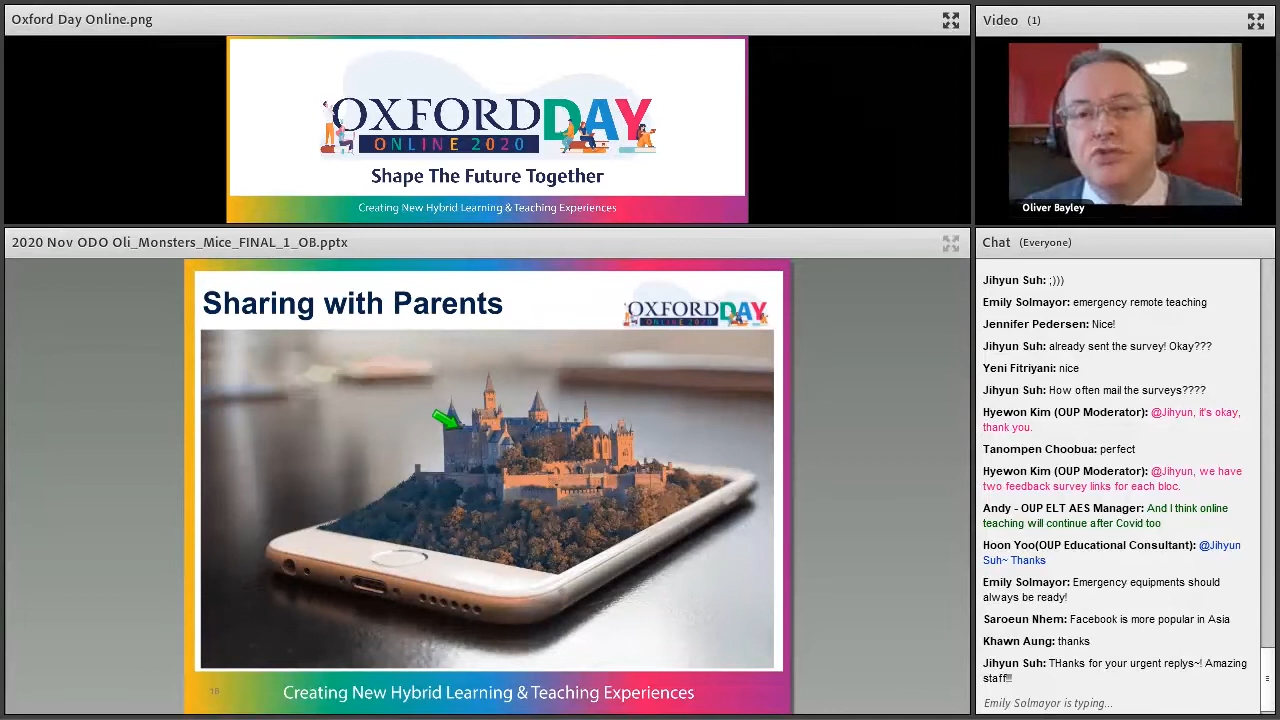 Oxford Day Online.png
OXFORD DAY
ONLINE 2020
Shape The Future Together
Creating New Hybrid Learning & Teaching Experiences
Video (1)
Oliver Bayley
2020 Nov ODO Oli_Monsters_Mice_FINAL_1_OB.pptx
Sharing with Parents
OXFORD DAY
ONLINE 2020
18
Creating New Hybrid Learning & Teaching Experiences
Chat (Everyone)
Jihyun Suh: ;)))
Emily Solmayor: emergency remote teaching
Jennifer Pedersen: Nice!
Jihyun Suh: already sent the survey! Okay???
Yeni Fitriyani: nice
Jihyun Suh: How often mail the surveys????
Hyewon Kim (OUP Moderator): @Jihyun, it's okay,
thank you.
Tanompen Choobua: perfect
Hyewon Kim (OUP Moderator): @Jihyun, we have
two feedback survey links for each bloc.
Andy - OUP ELT AES Manager: And I think online
teaching will continue after Covid too
Hoon Yoo(OUP Educational Consultant): @Jihyun
Suh~ Thanks
Emily Solmayor: Emergency equipments should
always be ready!
Saroeun Nhem: Facebook is more popular in Asia
Khawn Aung: thanks
Jihyun Suh: THanks for your urgent replys~! Amazing
staff!!!
Emily Solmayor is typing...